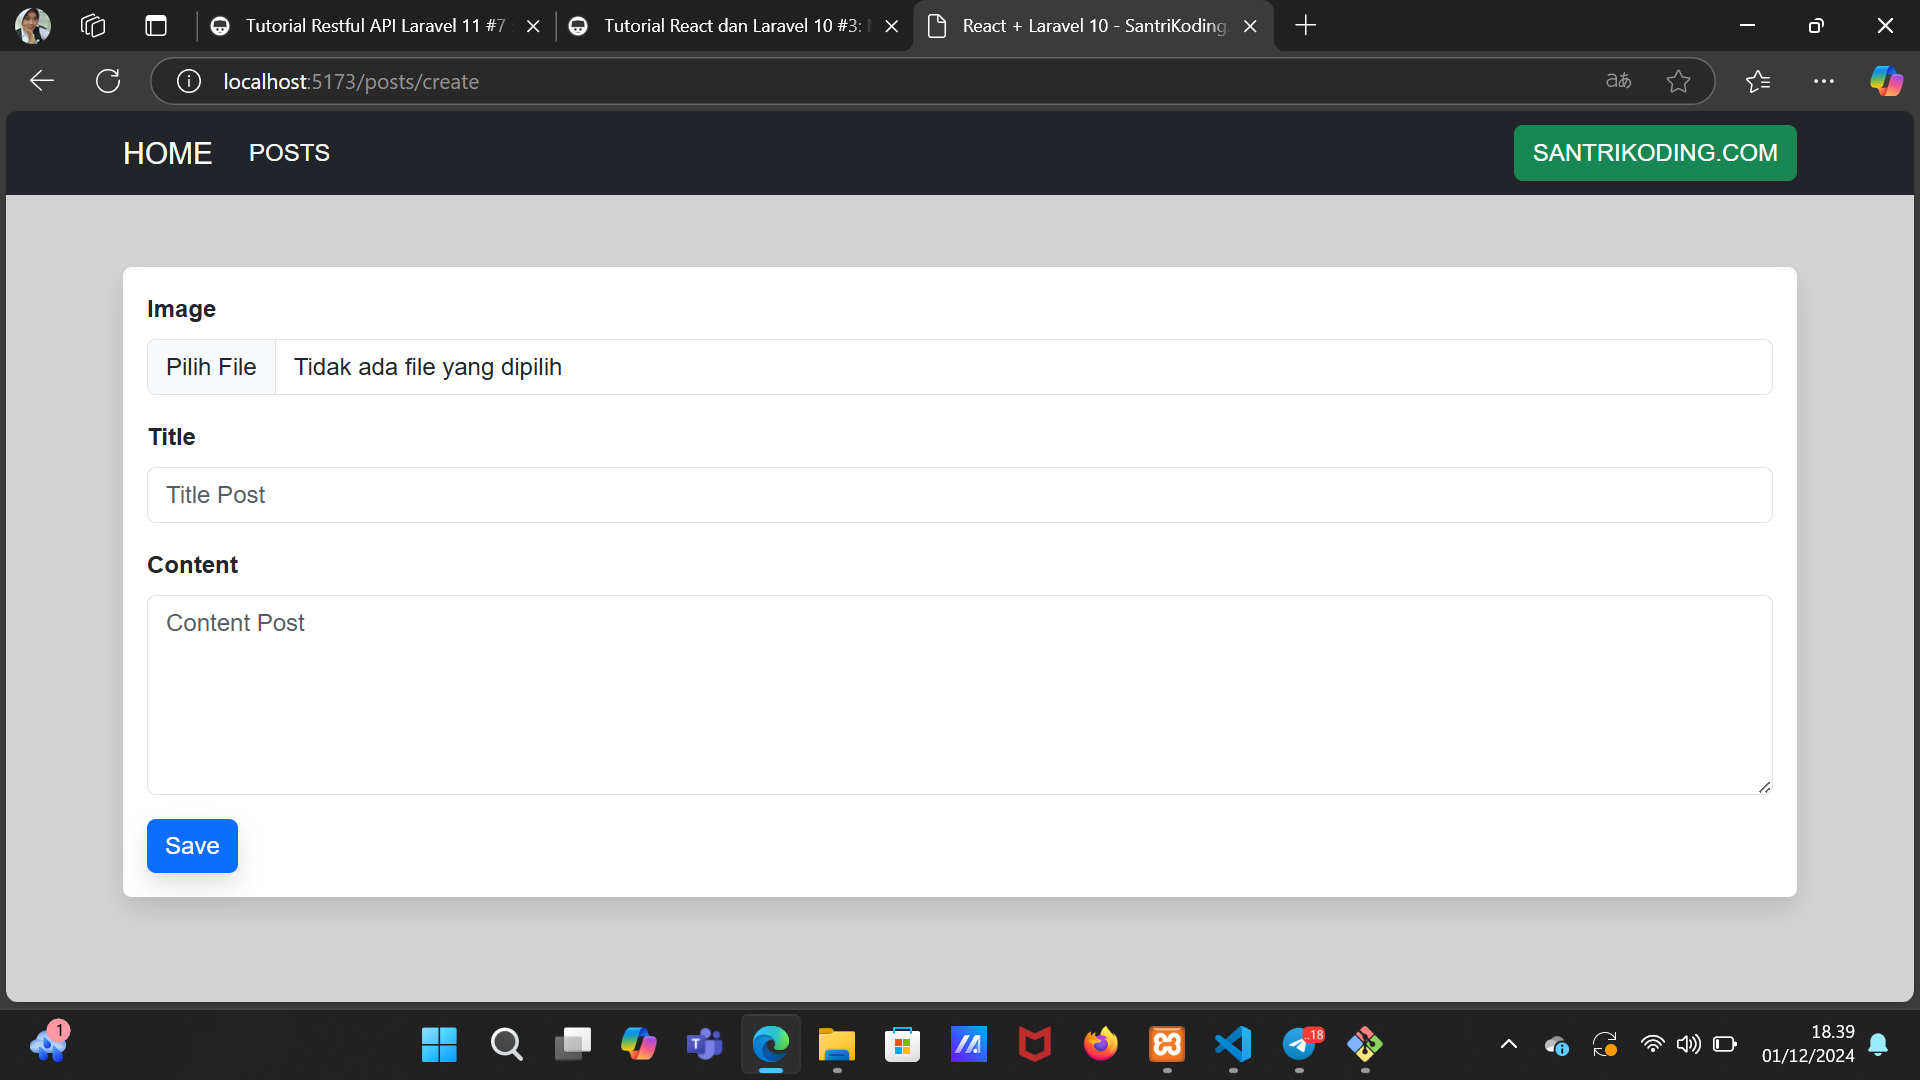 Tutorial Restful API Laravel 11 #7
Tutorial React dan Laravel 10 #3:
React + Laravel 10 - SantriKoding.
localhost:5173/posts/create
HOME
POSTS
SANTRIKODING.COM
Image
Pilih File
Tidak ada file yang dipilih
Title
Title Post
Content
Content Post
Save
1
18
18.39
01/12/2024